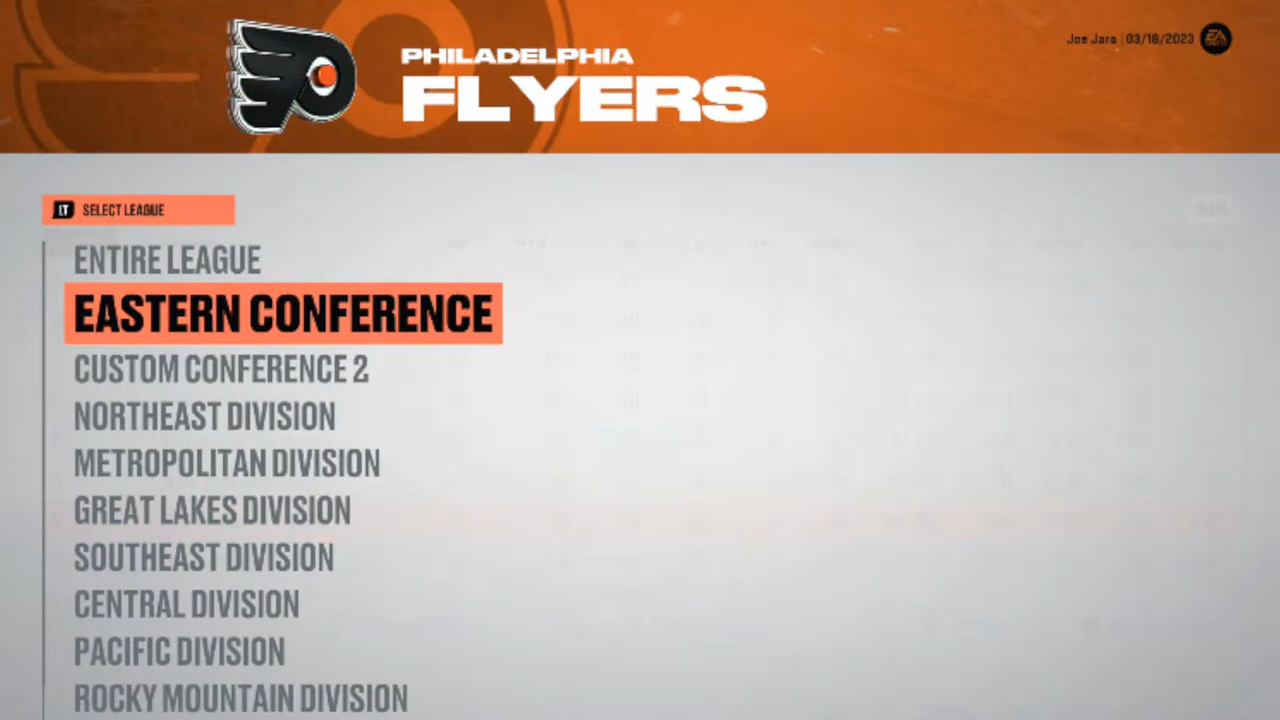 PHILADELPHIA
FLYERS
Joe Jara | 03/18/2023
EA
LT SELECT LEAGUE
ENTIRE LEAGUE
EASTERN CONFERENCE
CUSTOM CONFERENCE 2
NORTHEAST DIVISION
METROPOLITAN DIVISION
GREAT LAKES DIVISION
SOUTHEAST DIVISION
CENTRAL DIVISION
PACIFIC DIVISION
ROCKY MOUNTAIN DIVISION